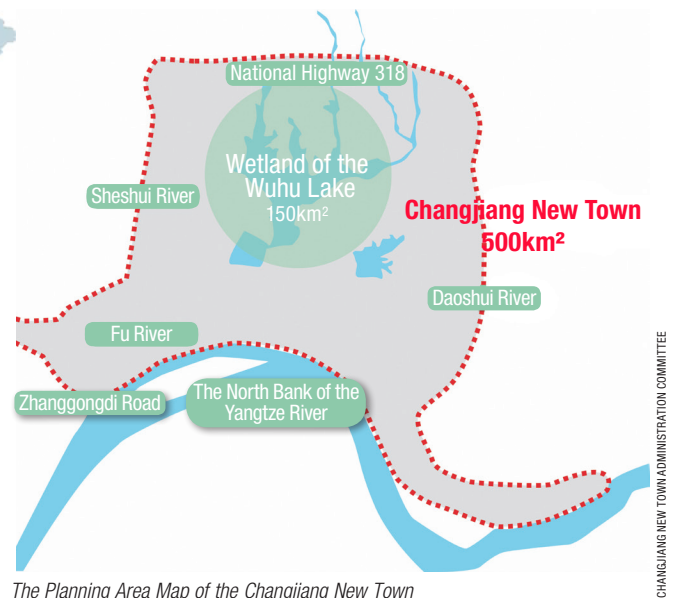 National Highway 318
Wetland of the
Wuhu Lake
150km²
Sheshui River
Changjiang New Town
500km²
Daoshui River
Fu River
Zhanggongdi Road
The North Bank of the
Yangtze River
CHANGJIANG NEW TOWN ADMINISTRATION COMMITTEE
The Planning Area Map of the Changjiang New Town